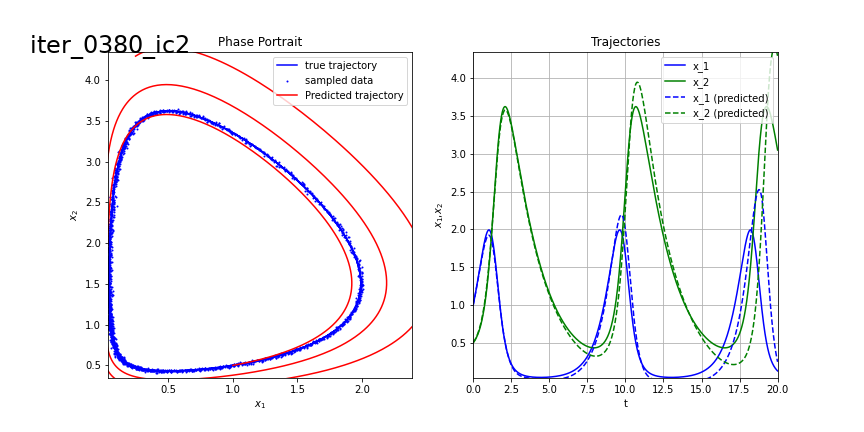 iter_0380_ic2
Phase Portrait
true trajectory
sampled data
Predicted trajectory
4.0
3.5
3.0
2.5
2.0
1.5
1.0
0.5
x_2
0.5 1.0 1.5 2.0
x_1
Trajectories
x_1
x_2
x_1 (predicted)
x_2 (predicted)
4.0
3.5
3.0
2.5
2.0
1.5
1.0
0.5
x_1,x_2
0.0 2.5 5.0 7.5 10.0 12.5 15.0 17.5 20.0
t